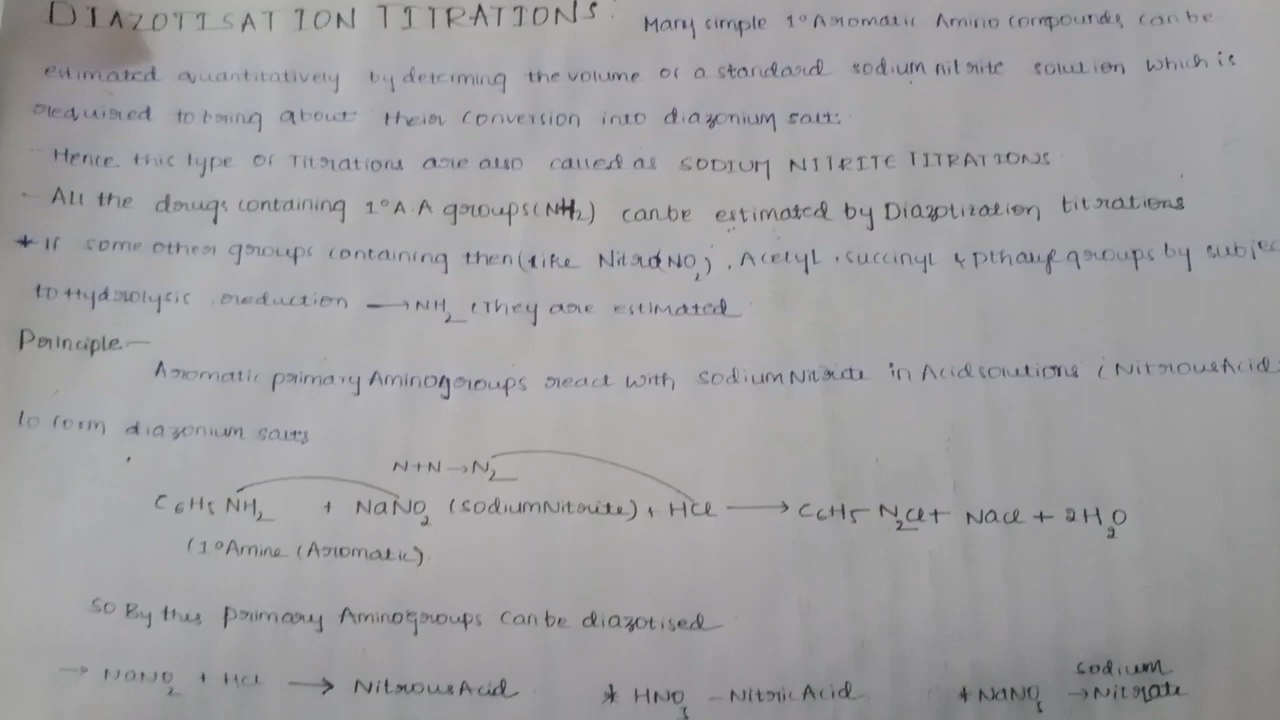 DIAZOTISATION TITRATIONS: Many simple 1° Aromatic Amino compounds can be
estimated quantitatively by determing the volume of a standard sodium nitrite solution which is
required to bring about their conversion into diazonium salt.
Hence this type of Titrations are also called as SODIUM NITRITE TITRATIONS
- All the drugs containing 1° A.A groups (NH2) can be estimated by Diazotization titrations
* If some other groups containing then (like Nitro (NO2), Acetyl, succinyl & pthalyl groups by subjec
to Hydrolysis reduction → NH2 (They are estimated
Principle:-
Aromatic primary Amino groups react with sodium Nitrite in Acid solutions (Nitrous Acid
to form diazonium salts
N+N→N2
C6H5NH2 + NaNO2 (sodium Nitrite) + HCl → C6H5-N2Cl + NaCl + 2H2O
(1° Amine (Aromatic)
So By this primary Amino groups can be diazotised
→ NaNO2 + HCl → Nitrous Acid * HNO3 - Nitric Acid * NaNO3 → sodium Nitrate